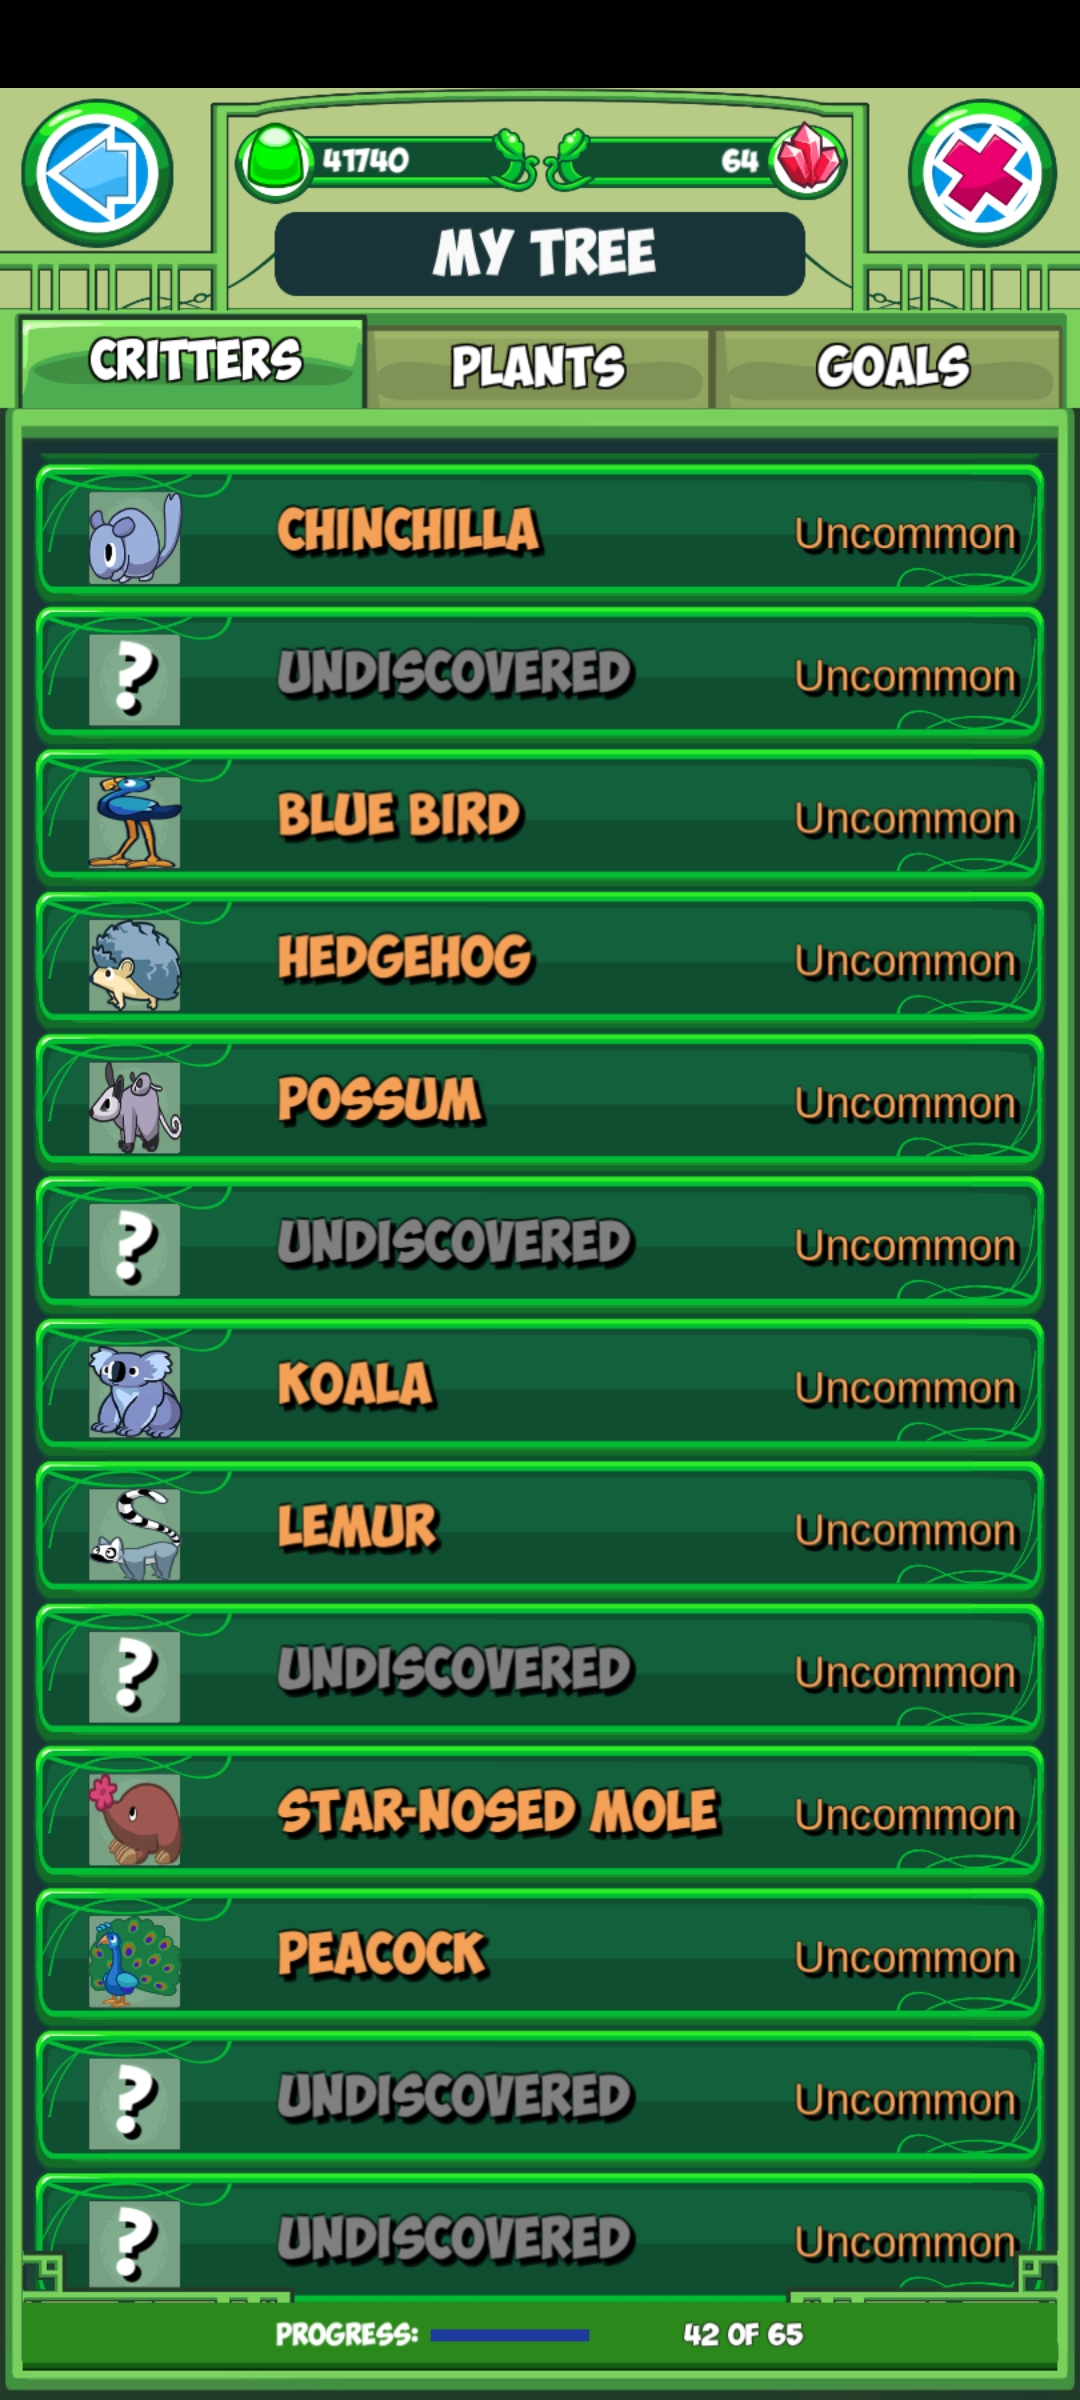 41740
64
MY TREE
CRITTERS
PLANTS
GOALS
CHINCHILLA
Uncommon
?
UNDISCOVERED
Uncommon
BLUE BIRD
Uncommon
HEDGEHOG
Uncommon
POSSUM
Uncommon
?
UNDISCOVERED
Uncommon
KOALA
Uncommon
LEMUR
Uncommon
?
UNDISCOVERED
Uncommon
STAR-NOSED MOLE
Uncommon
PEACOCK
Uncommon
?
UNDISCOVERED
Uncommon
?
UNDISCOVERED
Uncommon
PROGRESS:
42 OF 65